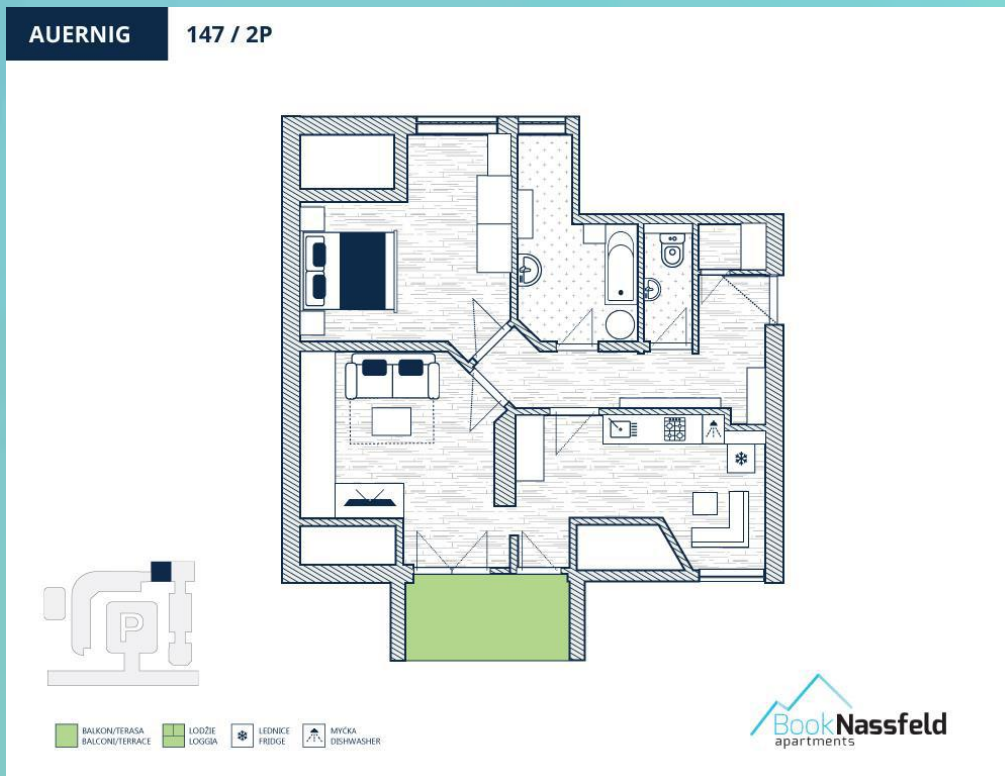 AUERNIG
147 / 2P
P
BALKON/TERASA
BALCONI/TERRACE
LODŽIE
LOGGIA
LEDNICE
FRIDGE
MYČKA
DISHWASHER
BookNassfeld
apartments